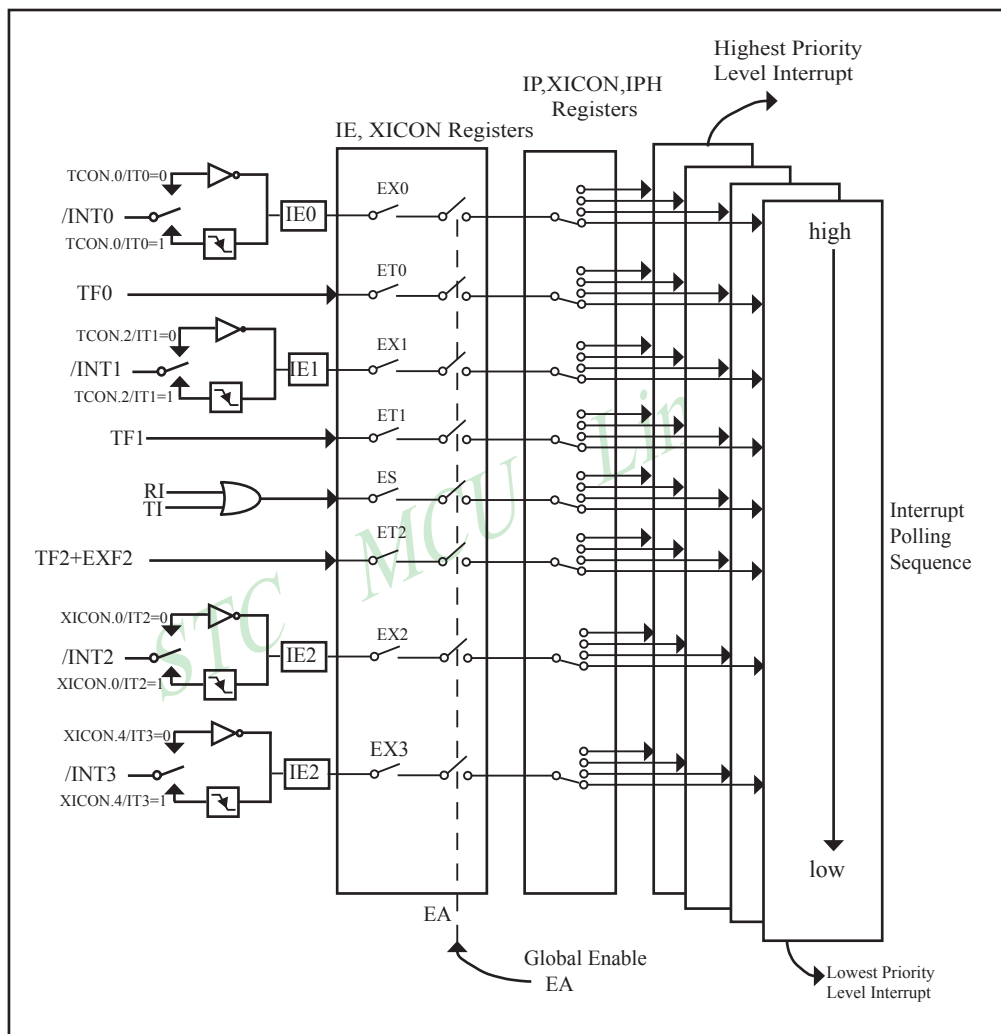 Highest Priority
Level Interrupt
IP,XICON,IPH
Registers
IE, XICON Registers
TCON.0/IT0=0
/INT0
TCON.0/IT0=1
IE0
EX0
high
TF0
ET0
TCON.2/IT1=0
/INT1
TCON.2/IT1=1
IE1
EX1
TF1
ET1
RI
TI
ES
TF2+EXF2
ET2
Interrupt
Polling
Sequence
XICON.0/IT2=0
/INT2
XICON.0/IT2=1
IE2
EX2
XICON.4/IT3=0
/INT3
XICON.4/IT3=1
IE2
EX3
low
EA
Global Enable
EA
Lowest Priority
Level Interrupt
STC MCU Lim